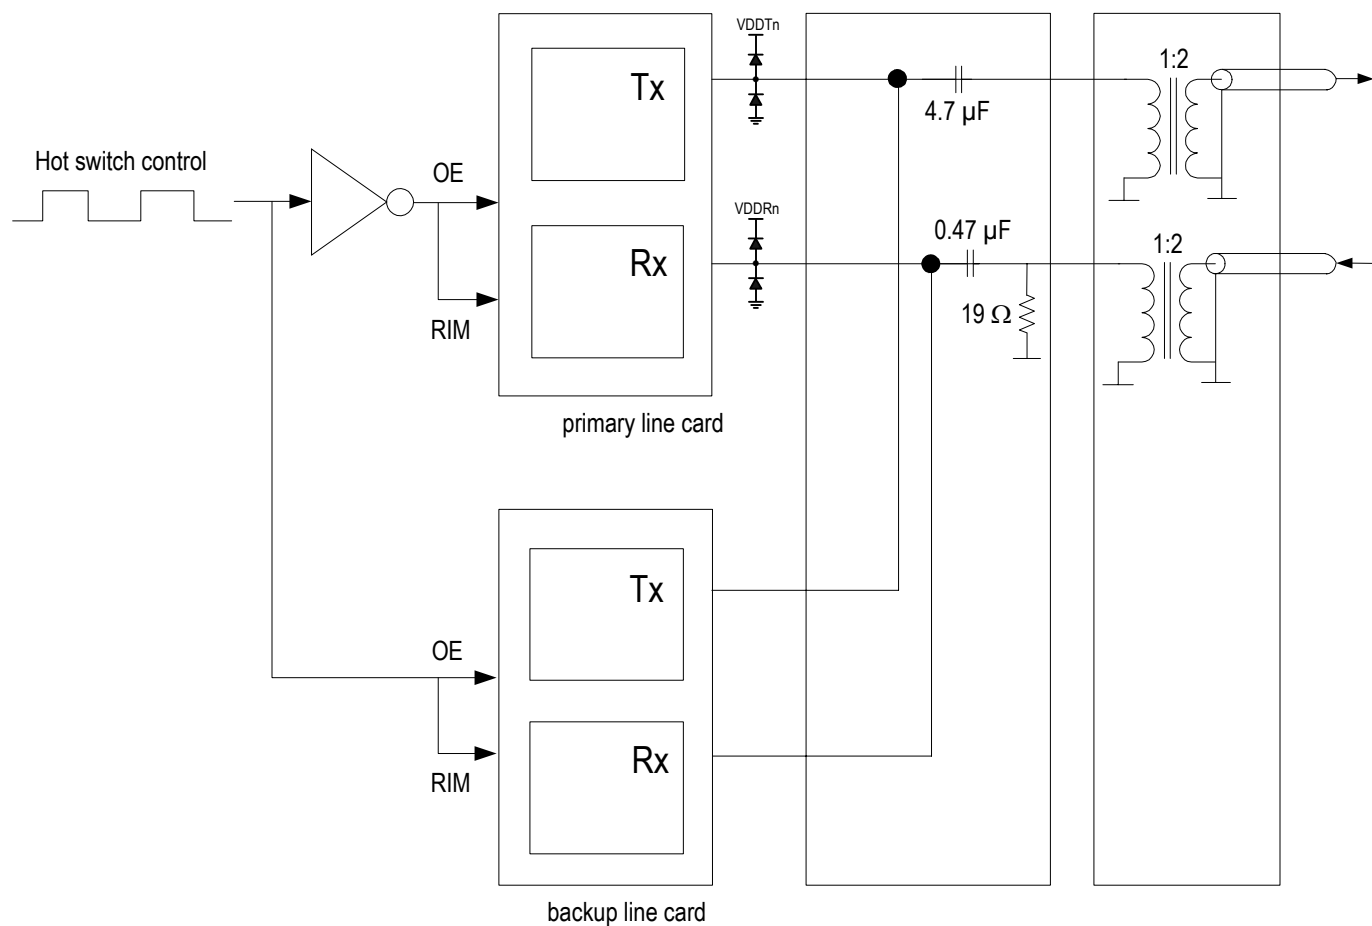 VDDTn
1:2
Tx
4.7 µF
Hot switch control
OE
VDDRn
0.47 µF
1:2
Rx
19 Ω
RIM
primary line card
Tx
OE
Rx
RIM
backup line card